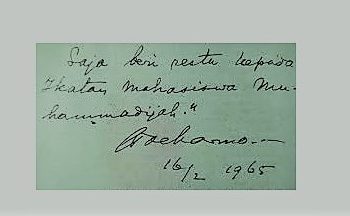 Saja beri restu kepada
Ikatan Mahasiswa Mu-
hammadijah."
Soekarno.-
16/2 1965